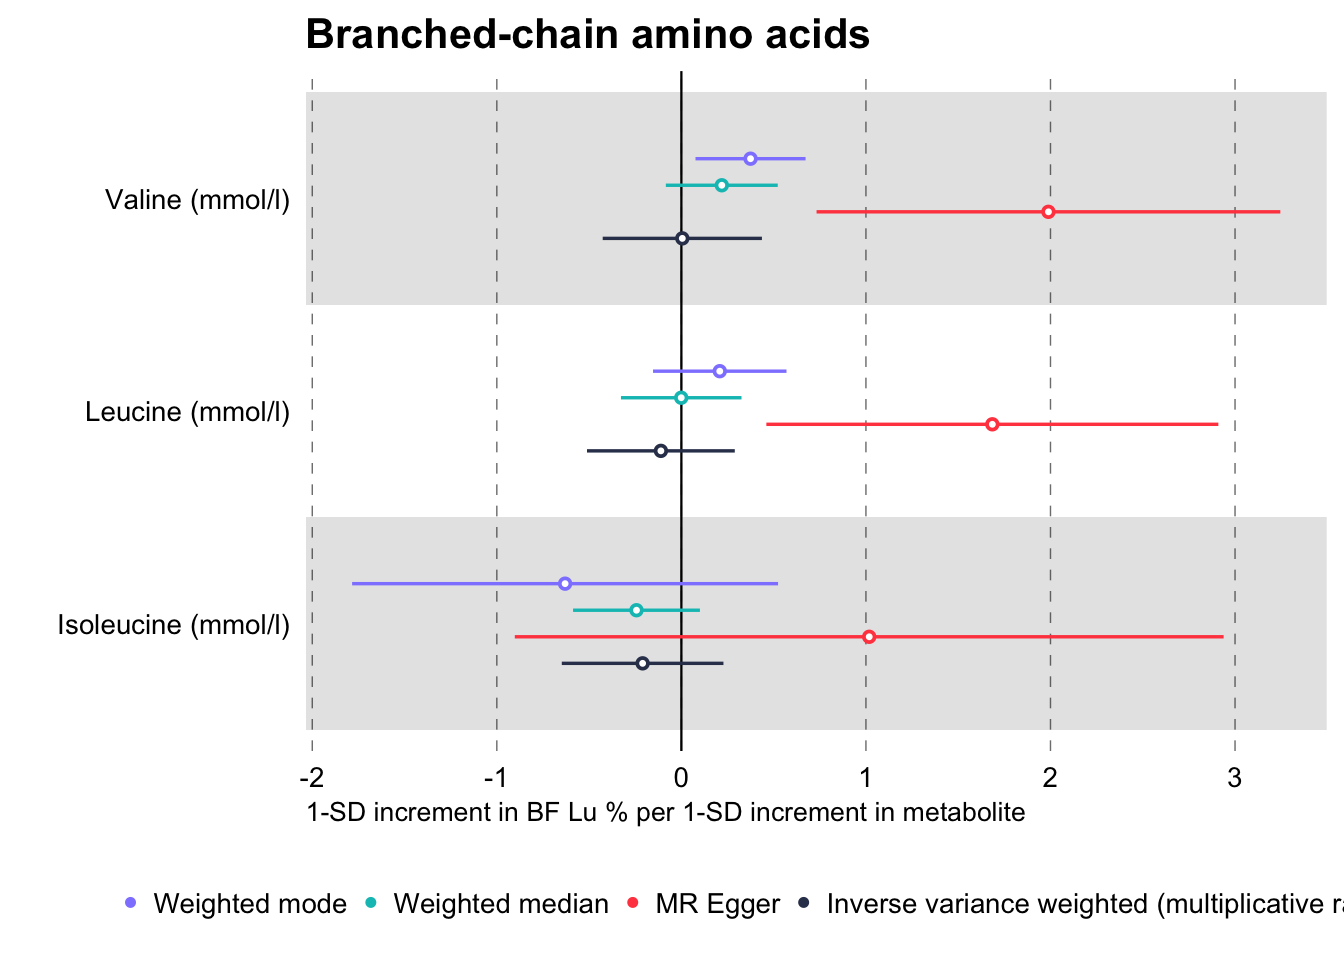 Branched-chain amino acids
Valine (mmol/l)
Leucine (mmol/l)
Isoleucine (mmol/l)
-2 -1 0 1 2 3
1-SD increment in BF Lu % per 1-SD increment in metabolite
Weighted mode Weighted median MR Egger Inverse variance weighted (multiplicative